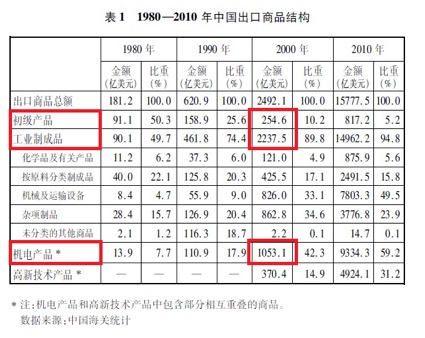 表 1 1980—2010 年中国出口商品结构
1980 年 1990 年 2000 年 2010 年
金额 比重 金额 比重 金额 比重 金额 比重
(亿美元) (%) (亿美元) (%) (亿美元) (%) (亿美元) (%)
出口商品总额 181.2 100.0 620.9 100.0 2492.1 100.0 15777.5 100.0
初级产品 91.1 50.3 158.9 25.6 254.6 10.2 817.2 5.2
工业制成品 90.1 49.7 461.8 74.4 2237.5 89.8 14962.2 94.8
化学品及有关产品 11.2 6.2 37.3 6.0 121.0 4.9 875.9 5.6
按原料分类制成品 40.0 22.1 125.8 20.3 425.5 17.1 2491.5 15.8
机械及运输设备 8.4 4.7 55.9 9.0 826.0 33.1 7803.3 49.5
杂项制品 28.4 15.7 126.9 20.4 862.8 34.6 3776.8 23.9
未分类的其他商品 2.1 1.2 116.3 18.7 2.2 0.1 14.7 0.1
机电产品 * 13.9 7.7 110.9 17.9 1053.1 42.3 9334.3 59.2
高新技术产品 * — — — — 370.4 14.9 4924.1 31.2
* 注:机电产品和高新技术产品中包含部分相互重叠的商品。
数据来源:中国海关统计